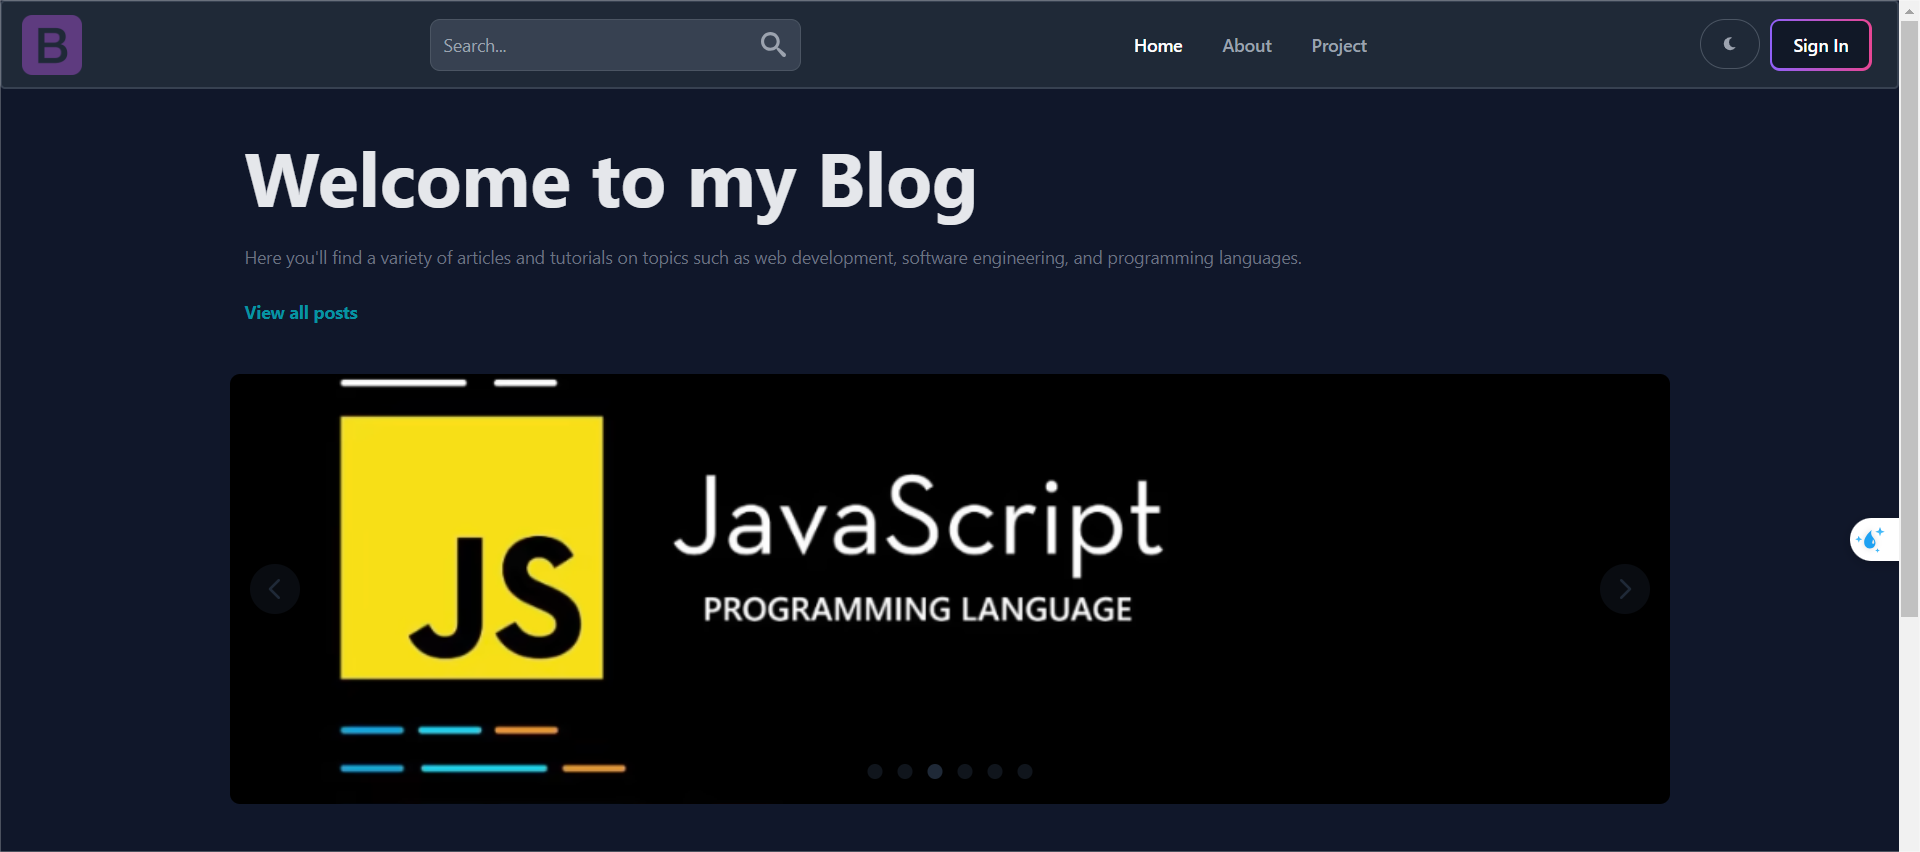 B
Search...
Home
About
Project
Sign In
Welcome to my Blog
Here you'll find a variety of articles and tutorials on topics such as web development, software engineering, and programming languages.
View all posts
JS
JavaScript
PROGRAMMING LANGUAGE